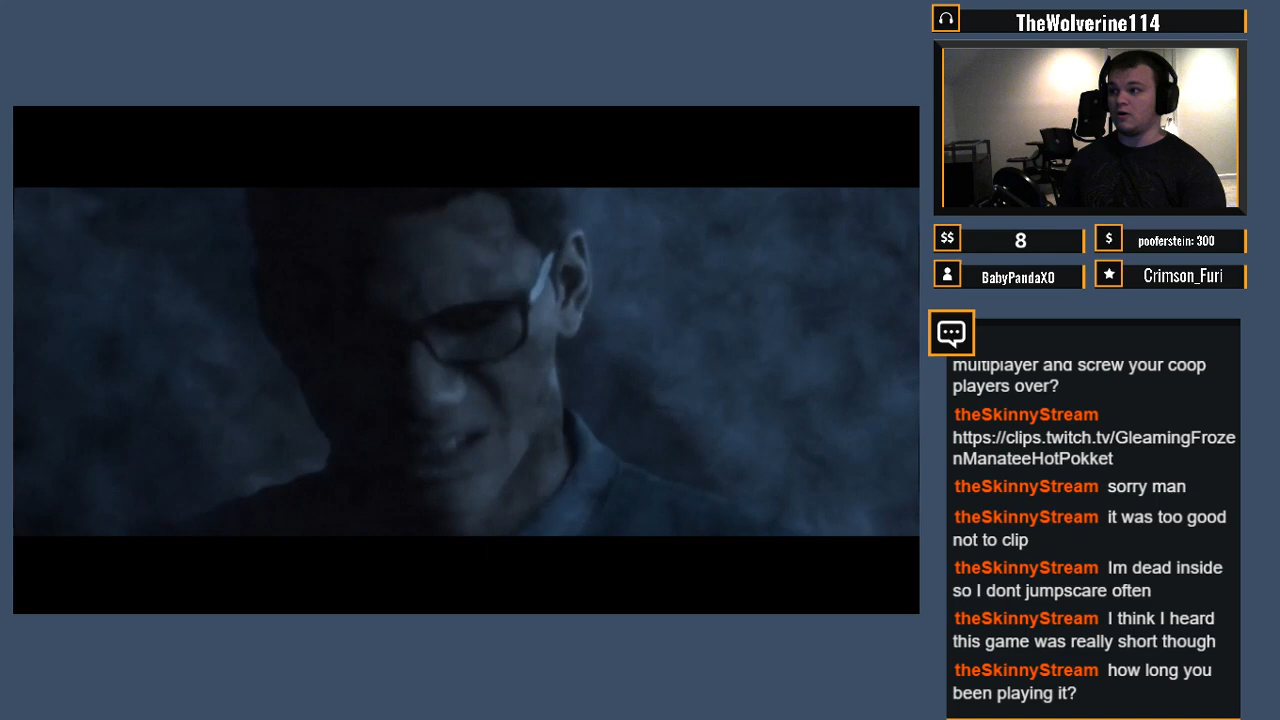 TheWolverine114
$$
8
$
pooferstein: 300
BabyPandaXO
Crimson_Furi
multiplayer and screw your coop
players over?
theSkinnyStream
https://clips.twitch.tv/GleamingFroze
nManateeHotPokket
theSkinnyStream sorry man
theSkinnyStream it was too good
not to clip
theSkinnyStream Im dead inside
so I dont jumpscare often
theSkinnyStream I think I heard
this game was really short though
theSkinnyStream how long you
been playing it?